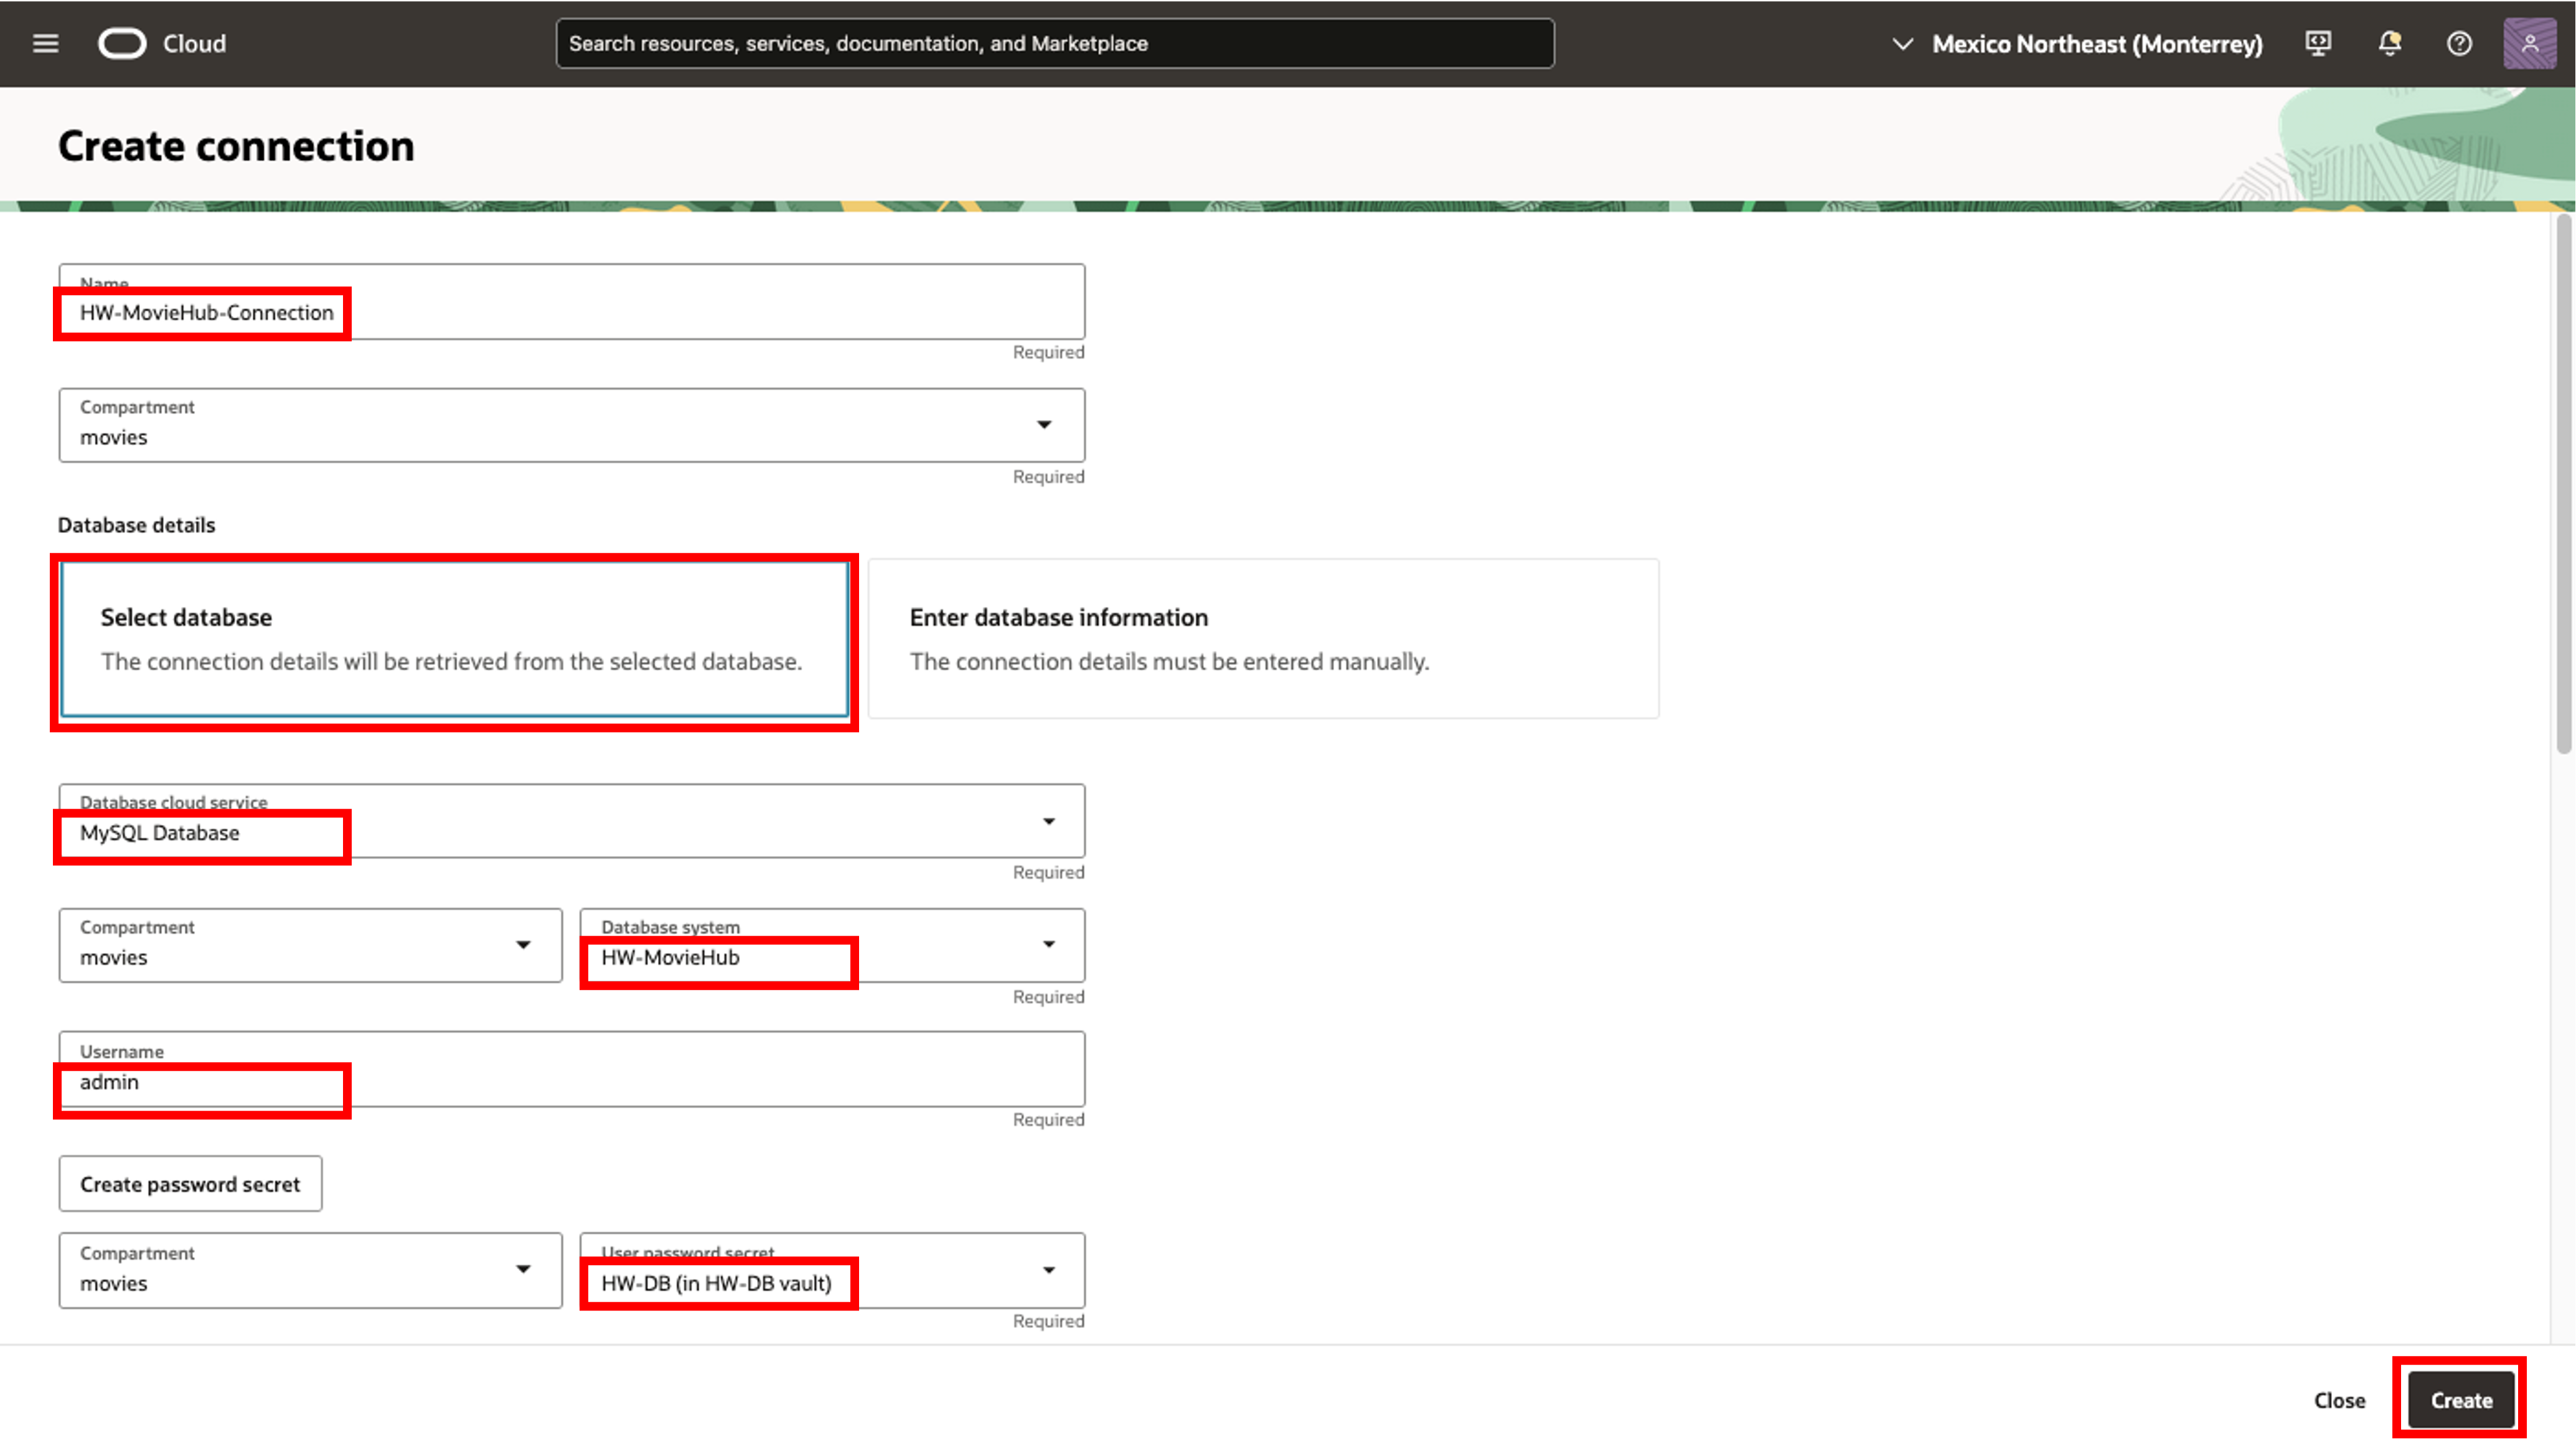 Cloud
Search resources, services, documentation, and Marketplace
Mexico Northeast (Monterrey)
Create connection
Name
HW-MovieHub-Connection
Required
Compartment
movies
Required
Database details
Select database
The connection details will be retrieved from the selected database.
Enter database information
The connection details must be entered manually.
Database cloud service
MySQL Database
Required
Compartment
movies
Database system
HW-MovieHub
Required
Username
admin
Required
Create password secret
Compartment
movies
User password secret
HW-DB (in HW-DB vault)
Required
Close
Create